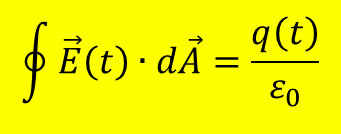 ∮ E⃗(t) · dA⃗ = q(t)/ε₀